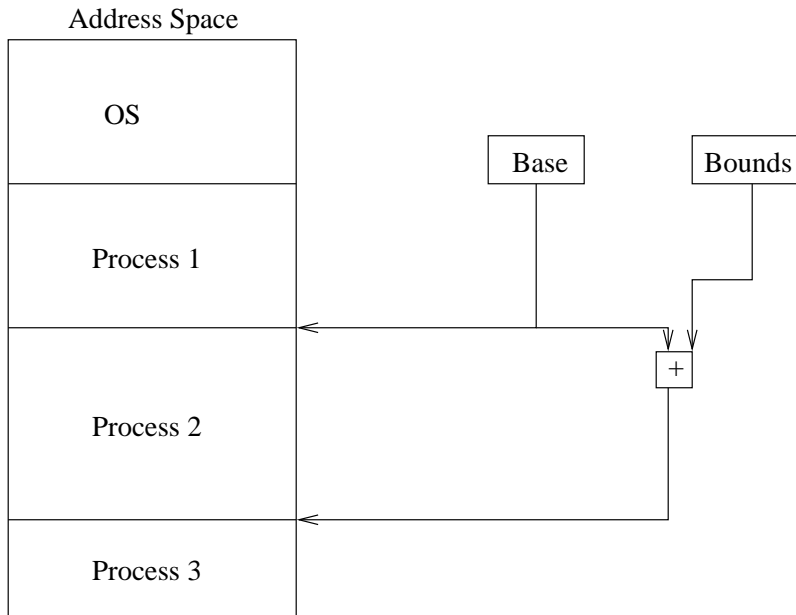 Address Space
OS
Base
Bounds
Process 1
+
Process 2
Process 3